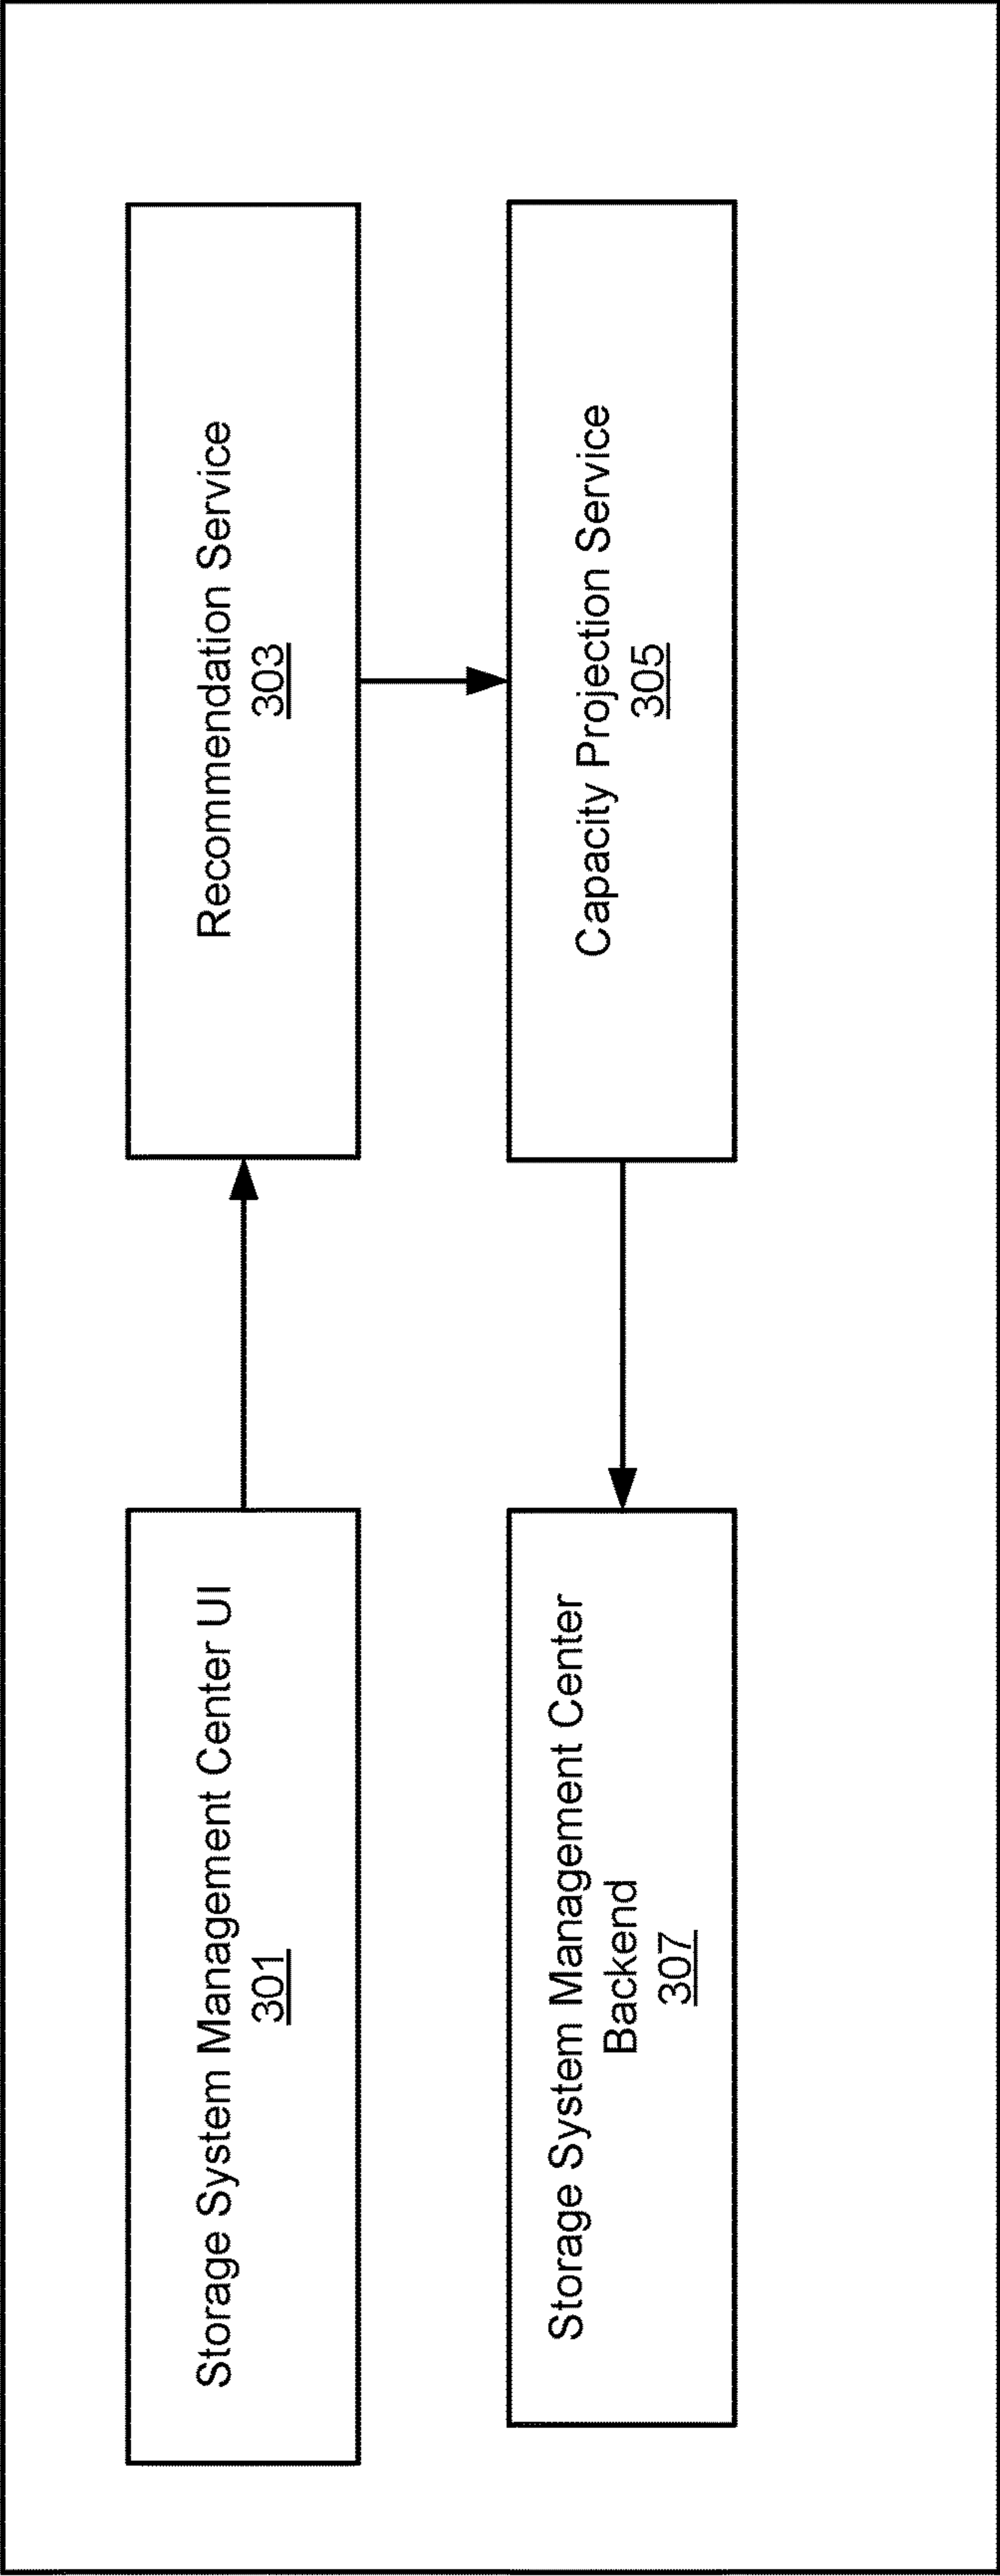 Storage System Management Center UI
301
Recommendation Service
303
Storage System Management Center
Backend
307
Capacity Projection Service
305